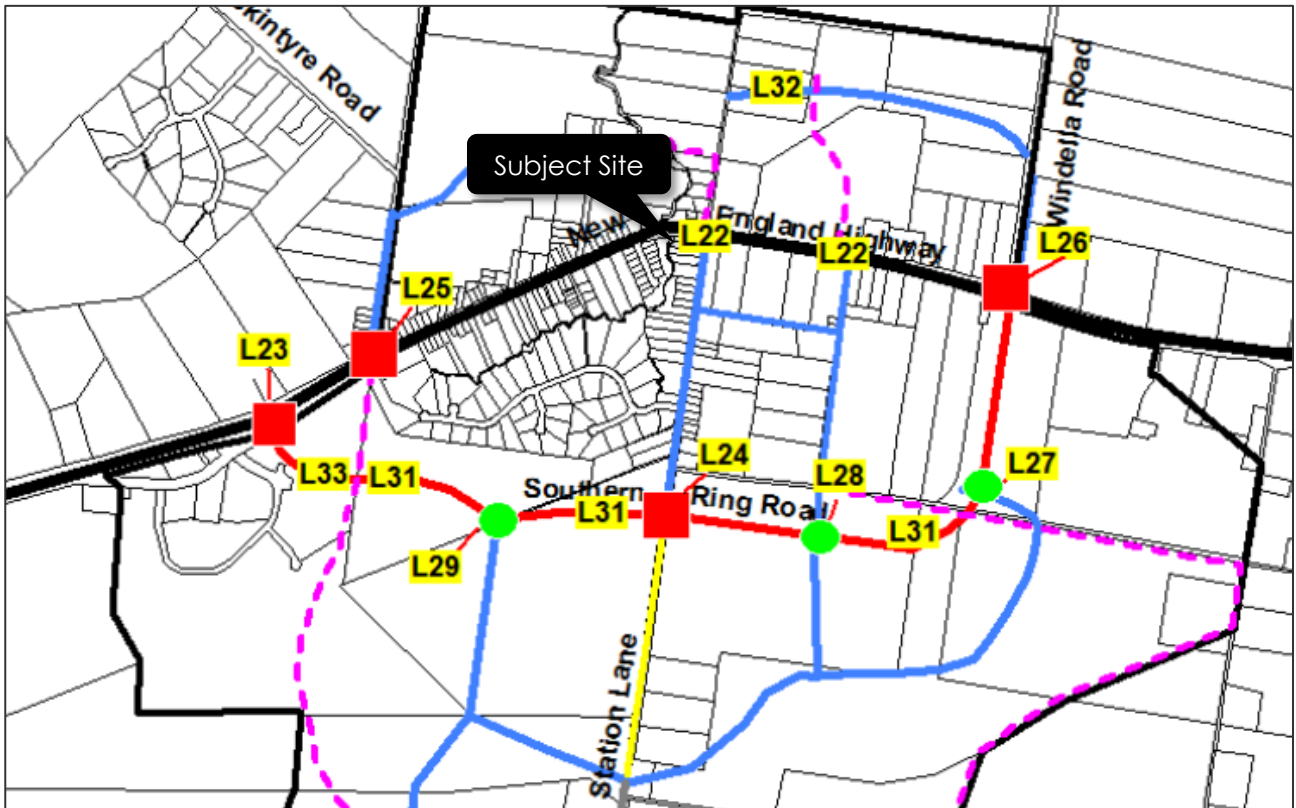 kintyre Road
Windella Road
L32
Subject Site
New England Highway
L22
L22
L26
L25
L23
L24
L28
L27
L33
L31
Southern Ring Road
L31
L31
L29
Station Lane